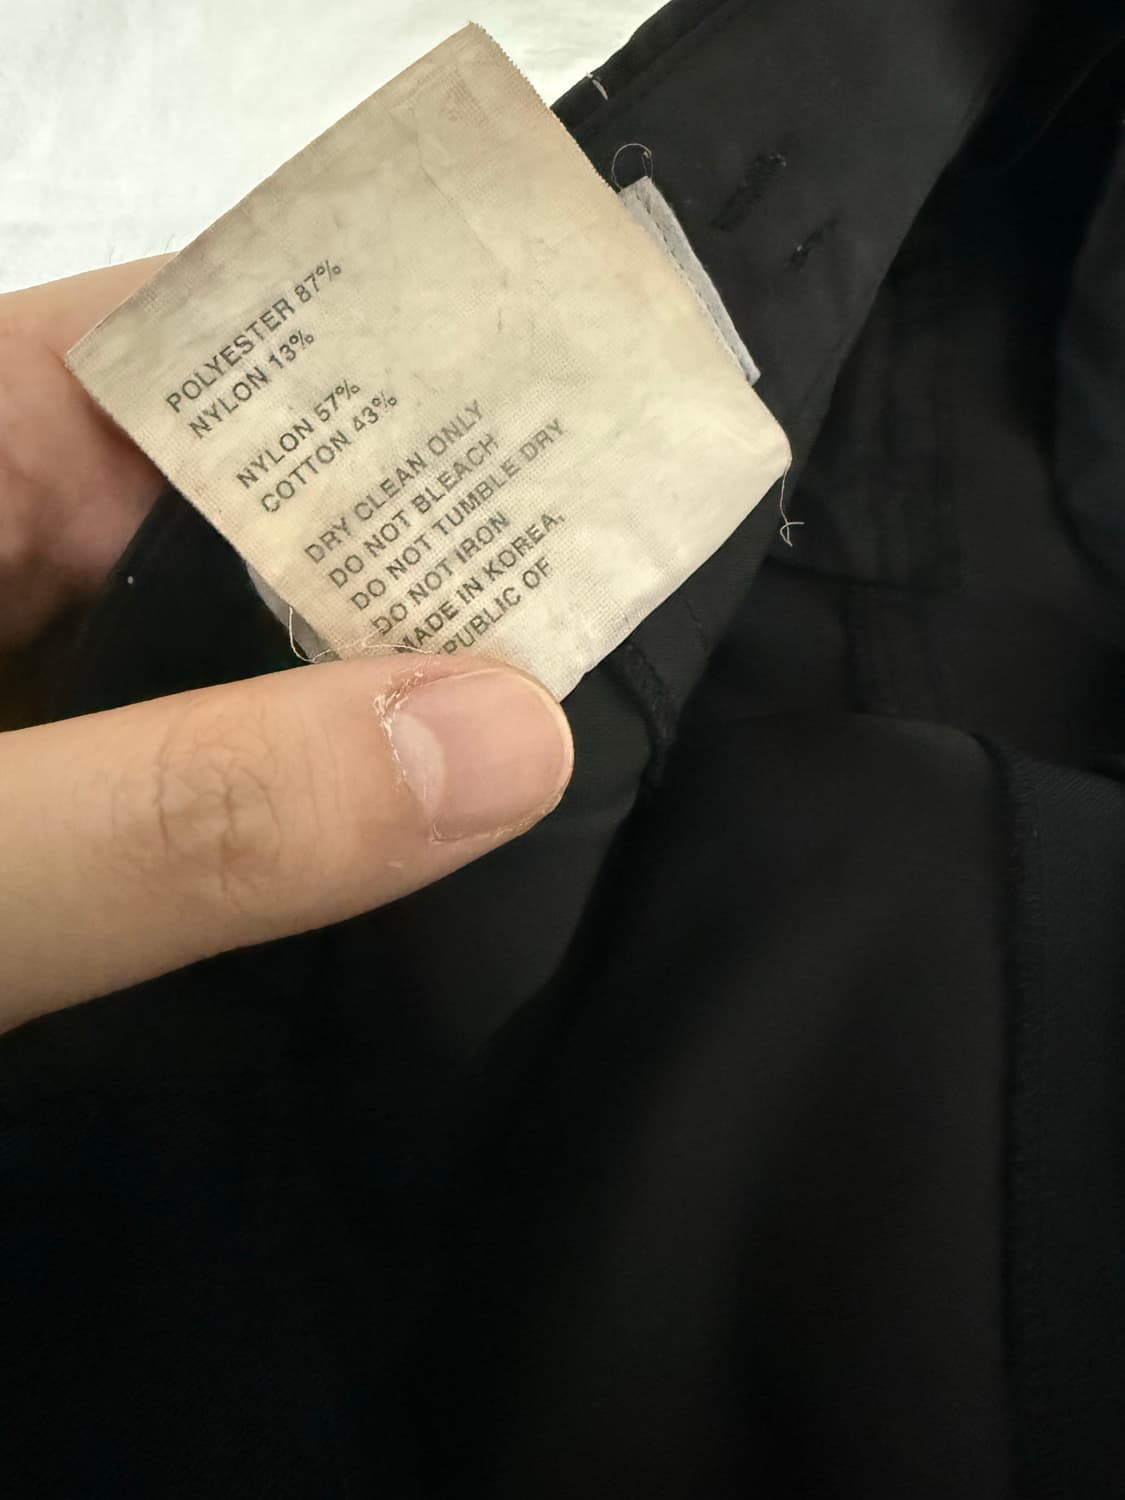 POLYESTER 87%
NYLON 13%
NYLON 57%
COTTON 43%
DRY CLEAN ONLY
DO NOT BLEACH
DO NOT TUMBLE DRY
DO NOT IRON
MADE IN KOREA,
PUBLIC OF